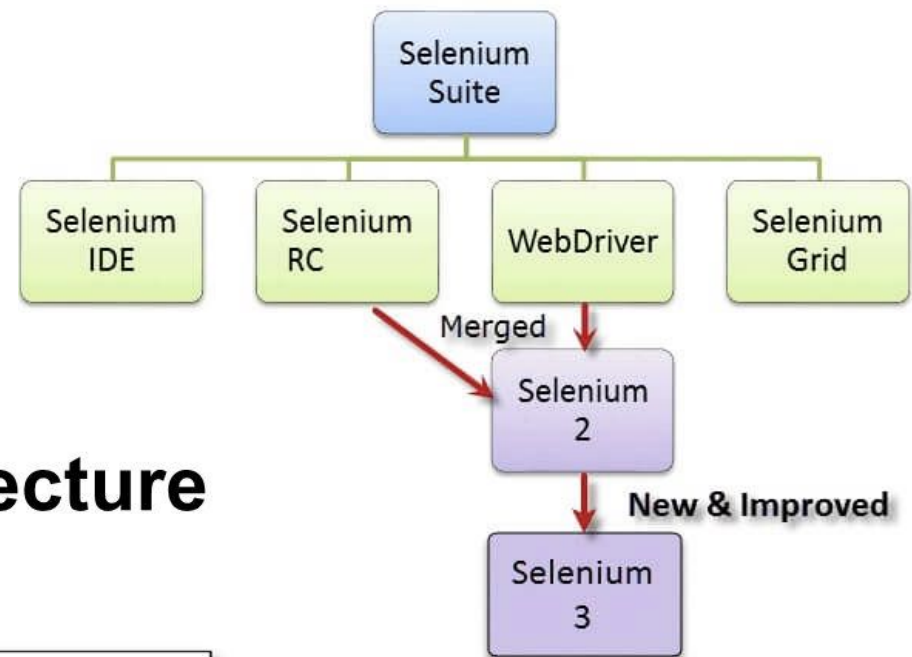 Selenium
Suite
Selenium
IDE
Selenium
RC
WebDriver
Selenium
Grid
Merged
Selenium
2
ecture
New & Improved
Selenium
3